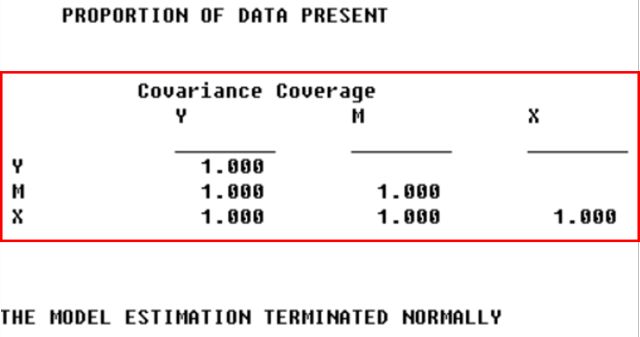 PROPORTION OF DATA PRESENT
Covariance Coverage
Y M X
Y 1.000
M 1.000 1.000
X 1.000 1.000 1.000
THE MODEL ESTIMATION TERMINATED NORMALLY